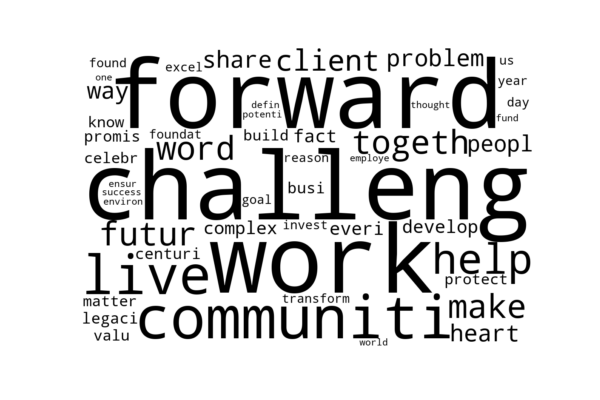 found
excel
share
client
problem
us
one
forward
year
way
defin
thought
day
potenti
fund
know
promis
foundat
word
build
fact
togeth
peopl
celebr
challeng
reason
employe
ensur
success
environ
goal
busi
futur
complex
invest
everi
develop
centuri
live
work
help
protect
matter
transform
make
legaci
communiti
valu
heart
world